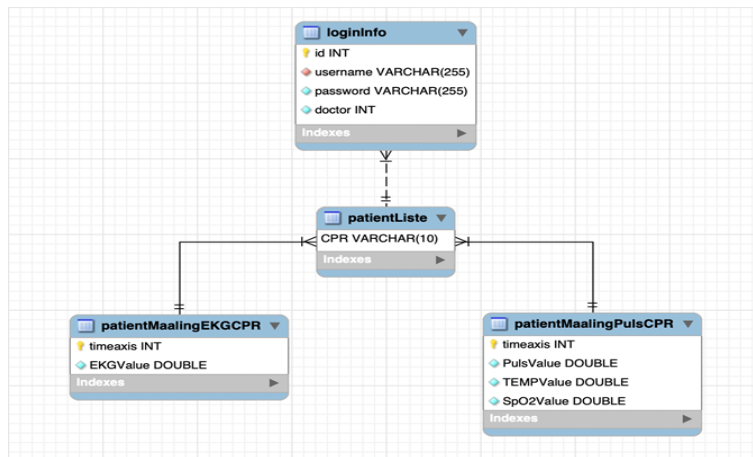 loginInfo
id INT
username VARCHAR(255)
password VARCHAR(255)
doctor INT
Indexes
patientListe
CPR VARCHAR(10)
Indexes
patientMaalingEKGCPR
timeaxis INT
EKGValue DOUBLE
Indexes
patientMaalingPulsCPR
timeaxis INT
PulsValue DOUBLE
TEMPValue DOUBLE
SpO2Value DOUBLE
Indexes